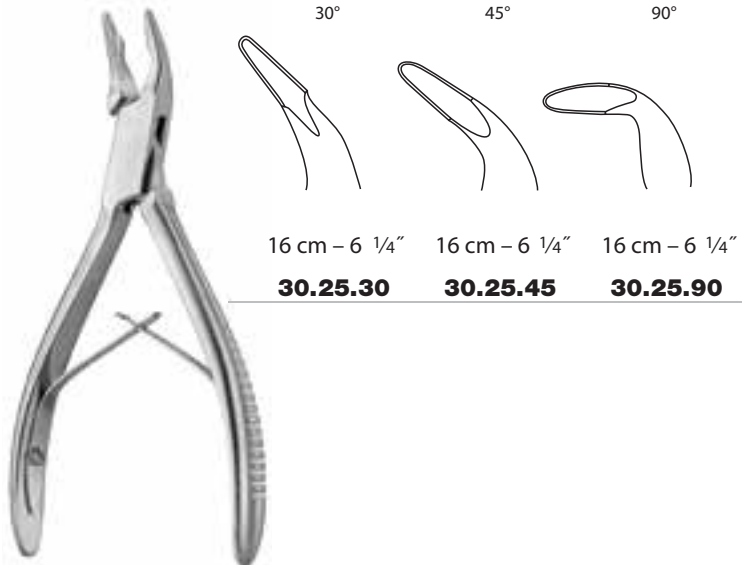 30° 45° 90°
16 cm – 6 ¼˝ 16 cm – 6 ¼˝ 16 cm – 6 ¼˝
30.25.30 30.25.45 30.25.90